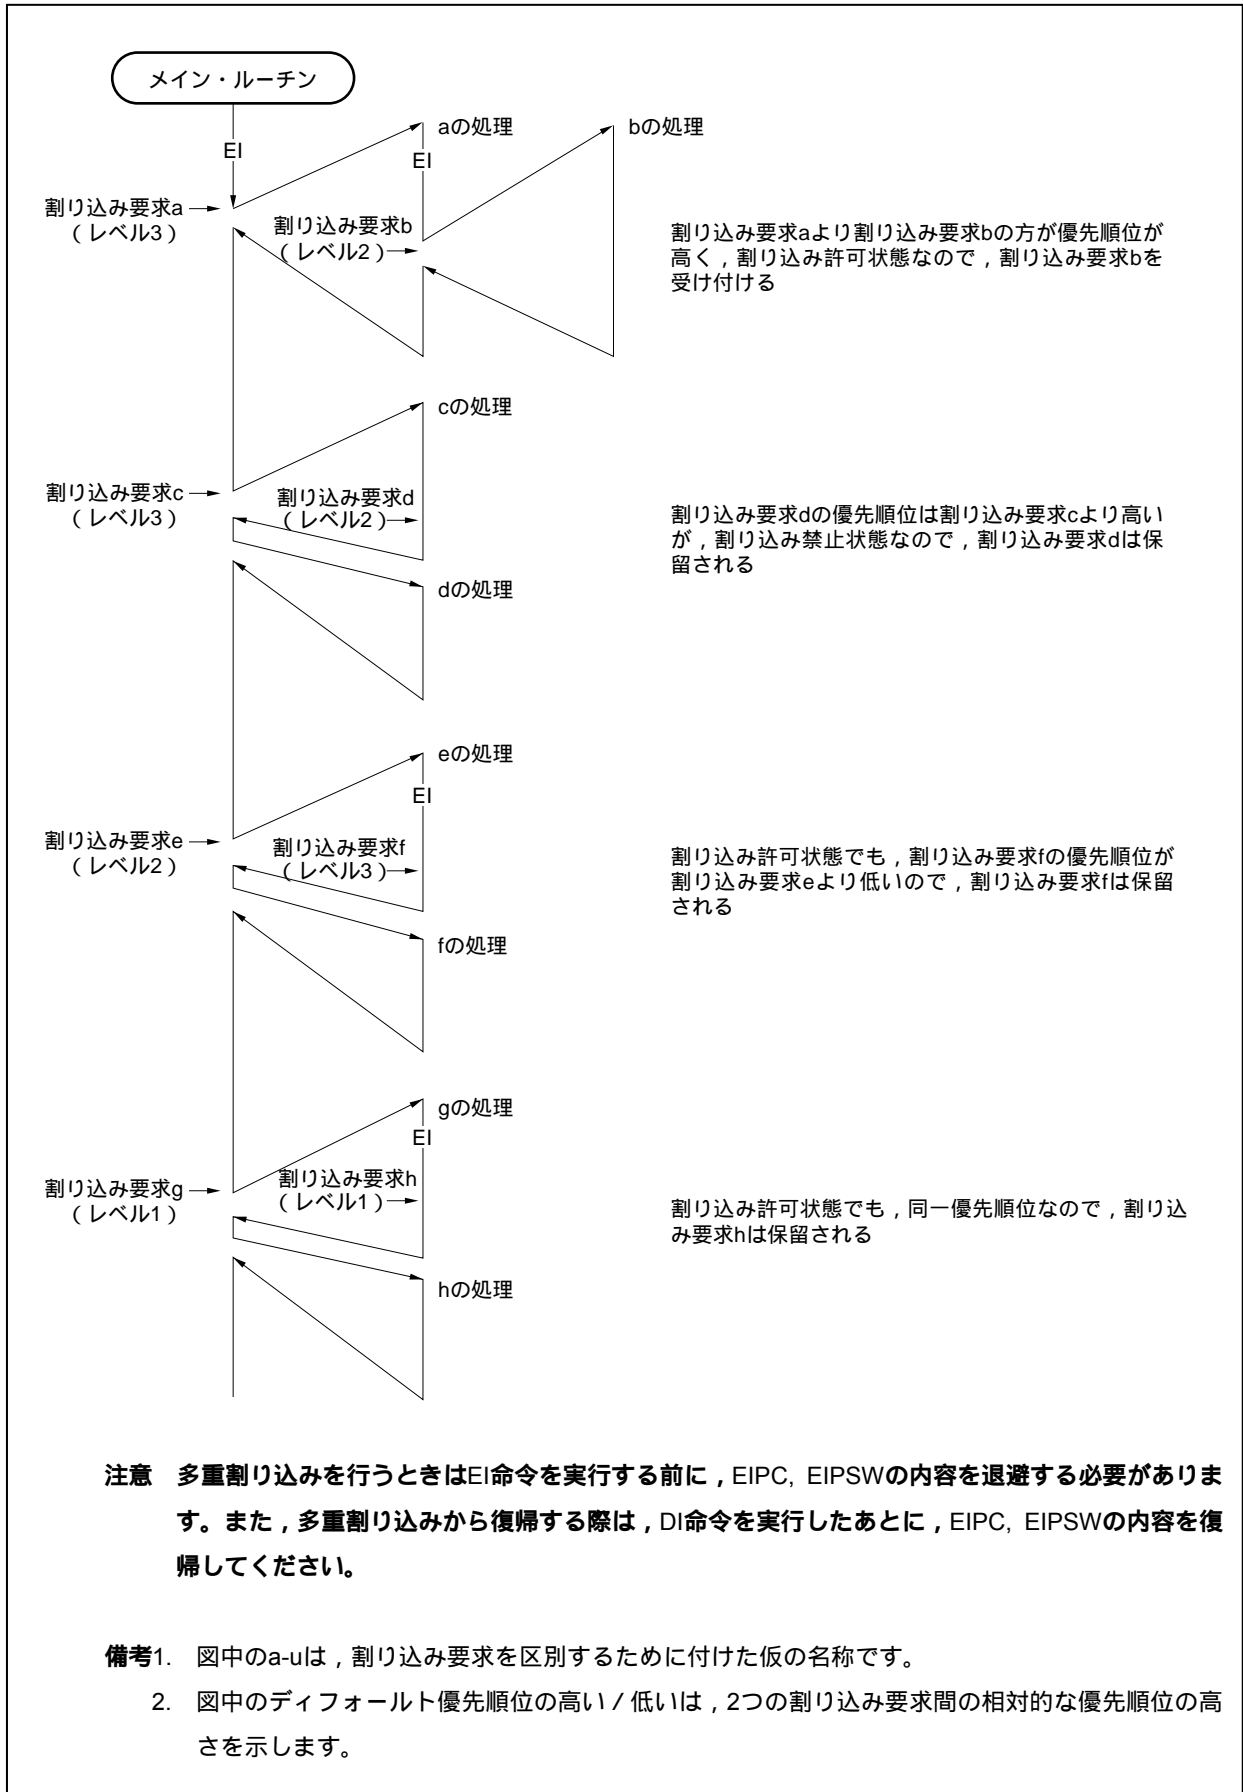 メイン・ルーチン
EI
aの処理
EI
bの処理
割り込み要求a
（レベル3）
割り込み要求b
（レベル2）
割り込み要求aより割り込み要求bの方が優先順位が
高く，割り込み許可状態なので，割り込み要求bを
受け付ける
cの処理
割り込み要求c
（レベル3）
割り込み要求d
（レベル2）
割り込み要求dの優先順位は割り込み要求cより高い
が，割り込み禁止状態なので，割り込み要求dは保
留される
dの処理
eの処理
EI
割り込み要求e
（レベル2）
割り込み要求f
（レベル3）
割り込み許可状態でも，割り込み要求fの優先順位が
割り込み要求eより低いので，割り込み要求fは保留
される
fの処理
gの処理
EI
割り込み要求g
（レベル1）
割り込み要求h
（レベル1）
割り込み許可状態でも，同一優先順位なので，割り込
み要求hは保留される
hの処理
注意　多重割り込みを行うときはEI命令を実行する前に，EIPC, EIPSWの内容を退避する必要がありま
す。また，多重割り込みから復帰する際は，DI命令を実行したあとに，EIPC, EIPSWの内容を復
帰してください。
備考1.　図中のa-uは，割り込み要求を区別するために付けた仮の名称です。
2.　図中のディフォールト優先順位の高い／低いは，2つの割り込み要求間の相対的な優先順位の高
さを示します。